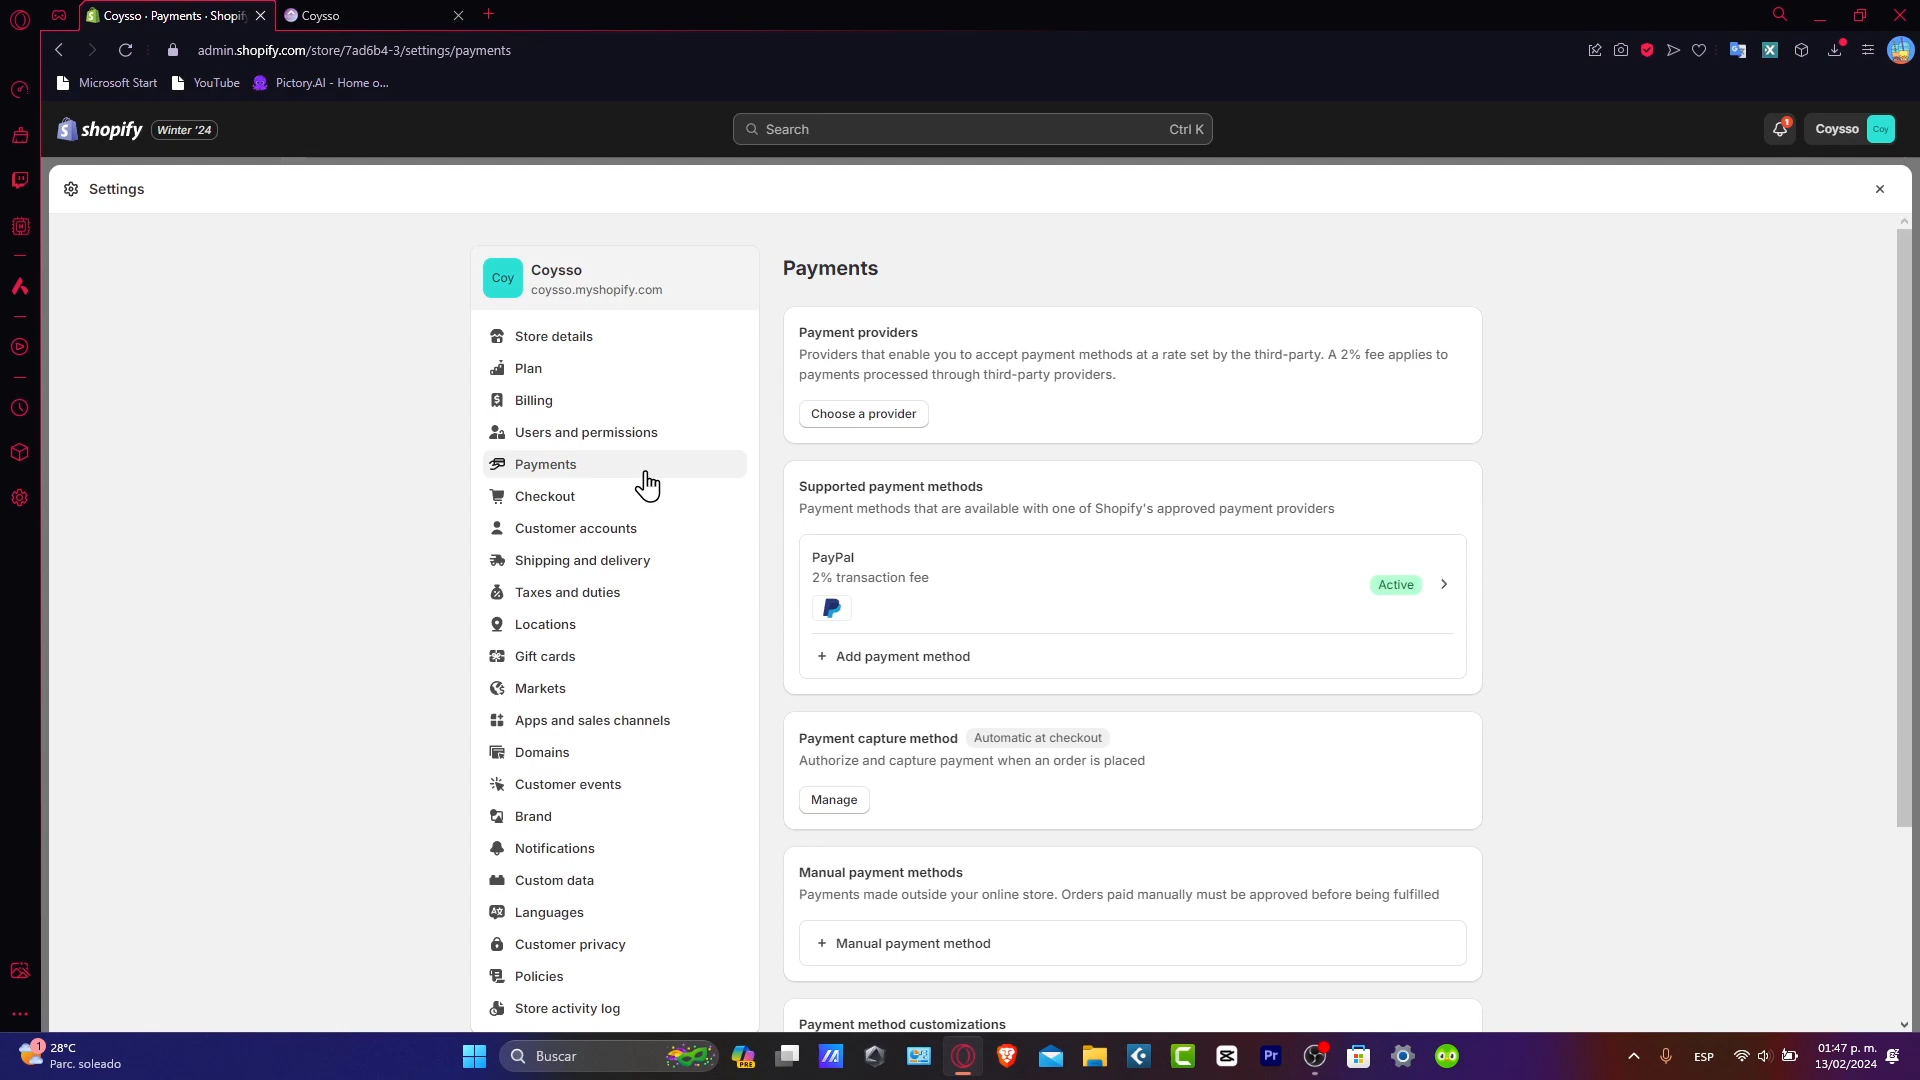 Coysso · Payments · Shopif
Coysso
admin.shopify.com/store/7ad6b4-3/settings/payments
Microsoft Start
YouTube
Pictory.AI - Home o...
shopify
Winter '24
Search
Ctrl K
1
Coysso
Coy
Settings
Coy
Coysso
coysso.myshopify.com
Store details
Plan
Billing
Users and permissions
Payments
Checkout
Customer accounts
Shipping and delivery
Taxes and duties
Locations
Gift cards
Markets
Apps and sales channels
Domains
Customer events
Brand
Notifications
Custom data
Languages
Customer privacy
Policies
Store activity log
Payments
Payment providers
Providers that enable you to accept payment methods at a rate set by the third-party. A 2% fee applies to
payments processed through third-party providers.
Choose a provider
Supported payment methods
Payment methods that are available with one of Shopify's approved payment providers
PayPal
2% transaction fee
Active
+ Add payment method
Payment capture method
Automatic at checkout
Authorize and capture payment when an order is placed
Manage
Manual payment methods
Payments made outside your online store. Orders paid manually must be approved before being fulfilled
+ Manual payment method
Payment method customizations
1
28°C
Parc. soleado
Buscar
PRE
Pr
ESP
01:47 p. m.
13/02/2024